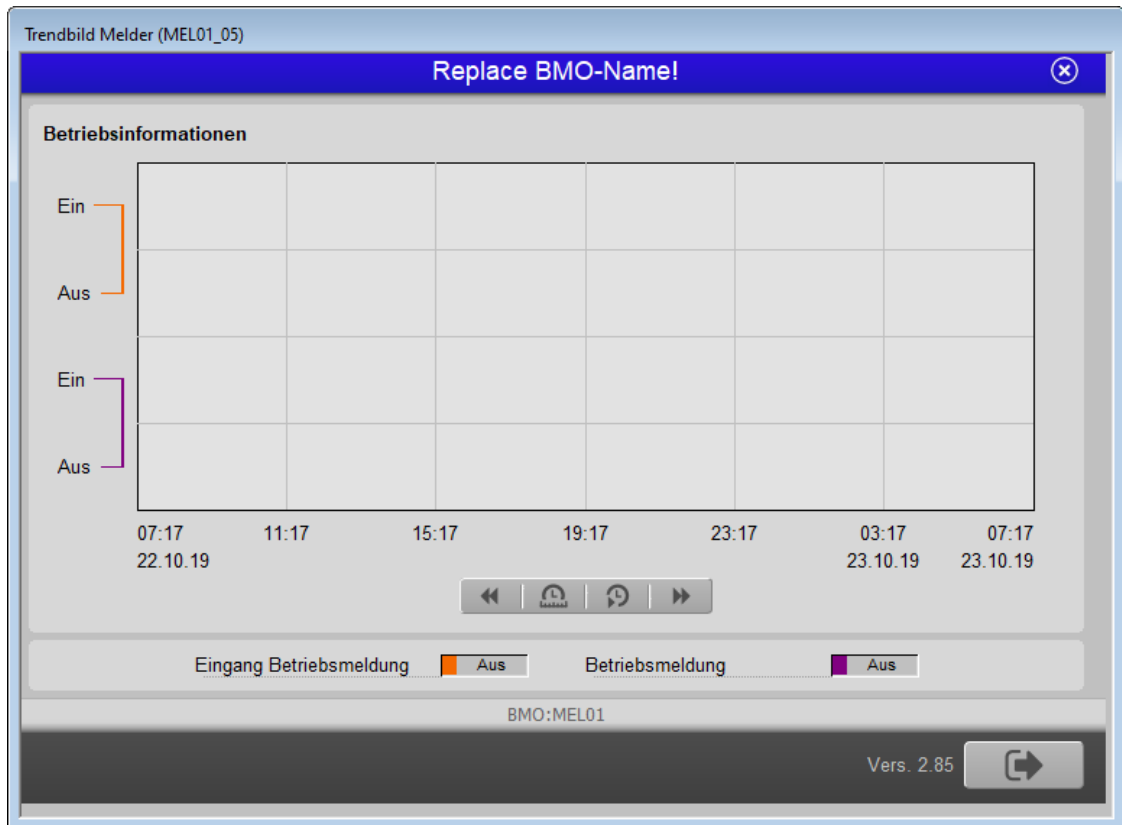 Trendbild Melder (MEL01_05)
Replace BMO-Name!
Betriebsinformationen
Ein
Aus
Ein
Aus
07:17 11:17 15:17 19:17 23:17 03:17 07:17
22.10.19 23.10.19 23.10.19
Eingang Betriebsmeldung Aus Betriebsmeldung Aus
BMO:MEL01
Vers. 2.85